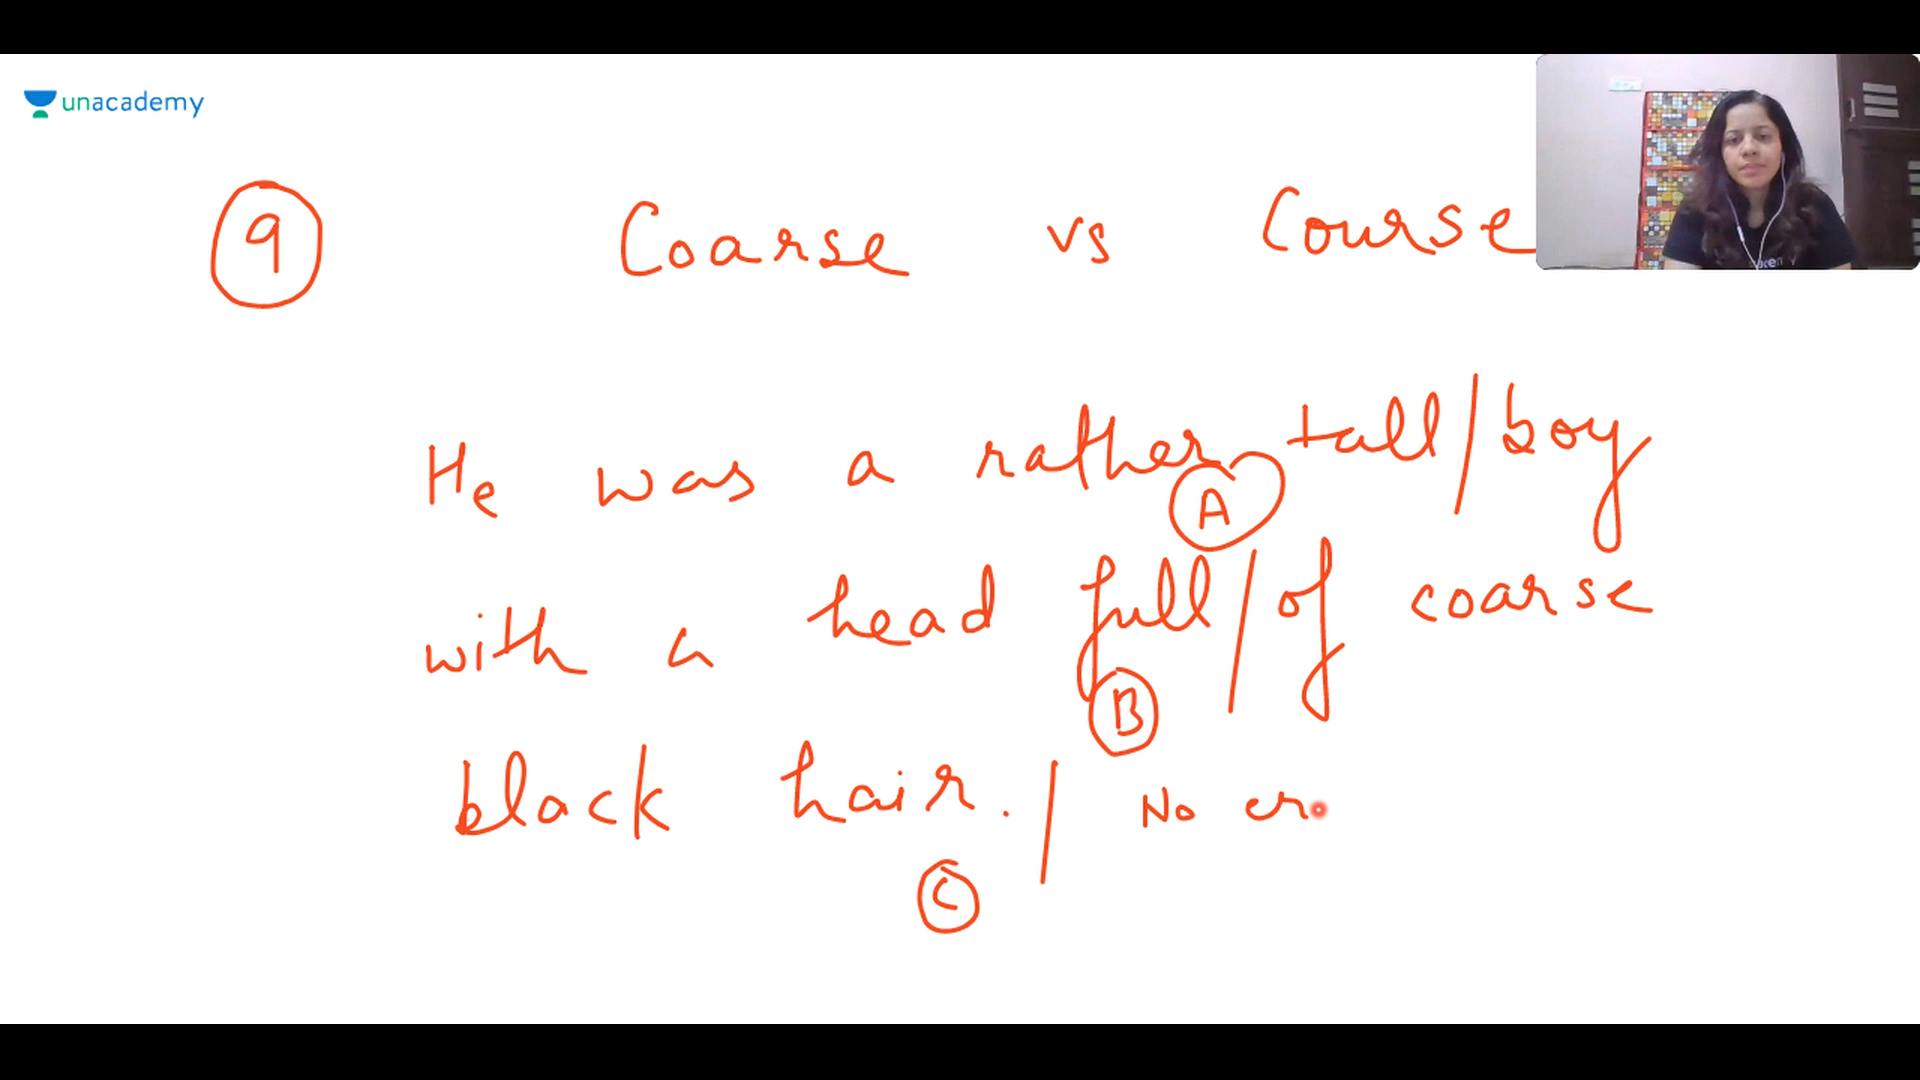 unacademy
9 Coarse vs Course
He was a rather tall / boy
A
with a head full / of coarse
B
black hair. / No err
C